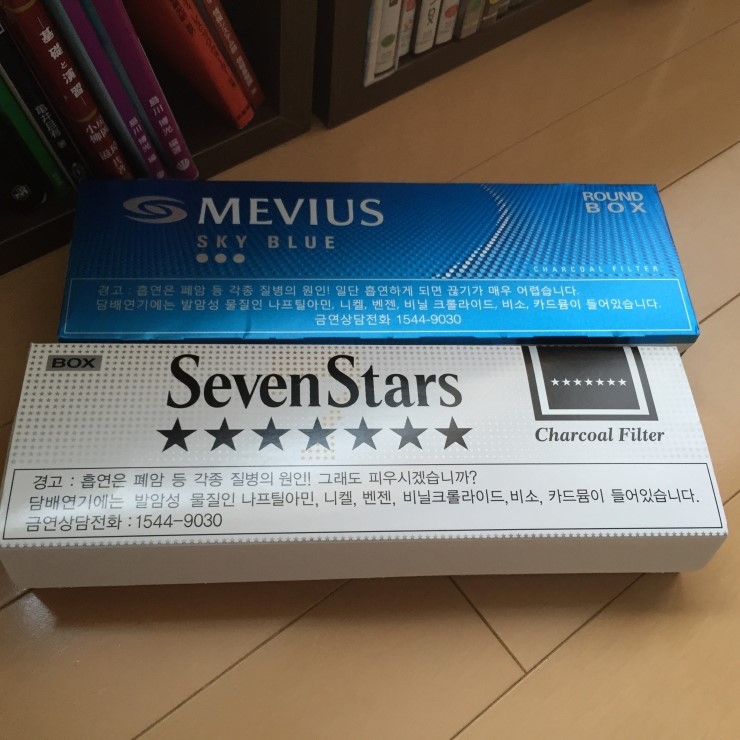 MEVIUS
SKY BLUE
ROUND
BOX
CHARCOAL FILTER
경고 : 흡연은 폐암 등 각종 질병의 원인! 일단 흡연하게 되면 끊기가 매우 어렵습니다.
담배연기에는 발암성 물질인 나프틸아민, 니켈, 벤젠, 비닐 크롤라이드, 비소, 카드뮴이 들어있습니다.
금연상담전화 1544-9030
BOX
Seven Stars
Charcoal Filter
경고 : 흡연은 폐암 등 각종 질병의 원인! 그래도 피우시겠습니까?
담배연기에는 발암성 물질인 나프틸아민, 니켈, 벤젠, 비닐크롤라이드,비소, 카드뮴이 들어있습니다.
금연상담전화 : 1544-9030